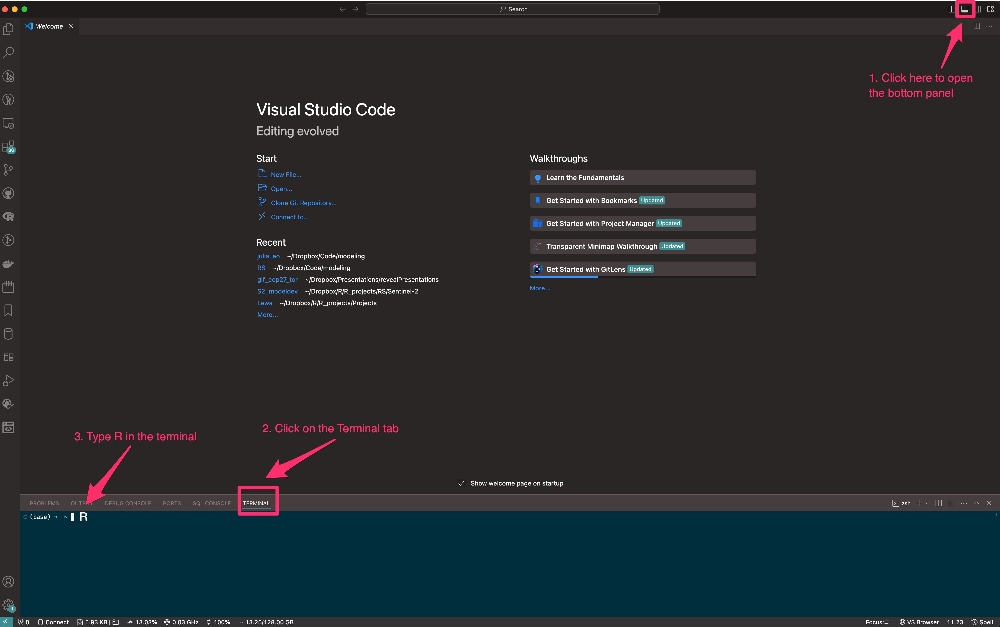 Search
Welcome
1. Click here to open
the bottom panel
Visual Studio Code
Editing evolved
Start
New File...
Open...
Clone Git Repository...
Connect to...
Recent
julia_eo ~/Dropbox/Code/modeling
RS ~/Dropbox/Code/modeling
glf_cop27_tor ~/Dropbox/Presentations/revealPresentations
S2_modeldev ~/Dropbox/R/R_projects/RS/Sentinel-2
Lewa ~/Dropbox/R/R_projects/Projects
More...
Walkthroughs
Learn the Fundamentals
Get Started with Bookmarks Updated
Get Started with Project Manager Updated
Transparent Minimap Walkthrough Updated
Get Started with GitLens Updated
More...
36
3. Type R in the terminal
2. Click on the Terminal tab
Show welcome page on startup
PROBLEMS OUTPUT DEBUG CONSOLE PORTS SQL CONSOLE TERMINAL zsh
(base) → ~ R
1
0 Connect 5.93 KB | 13.03% 0.03 GHz 100% ... 13.25/128.00 GB Focus: VS Browser 11:23 Spell